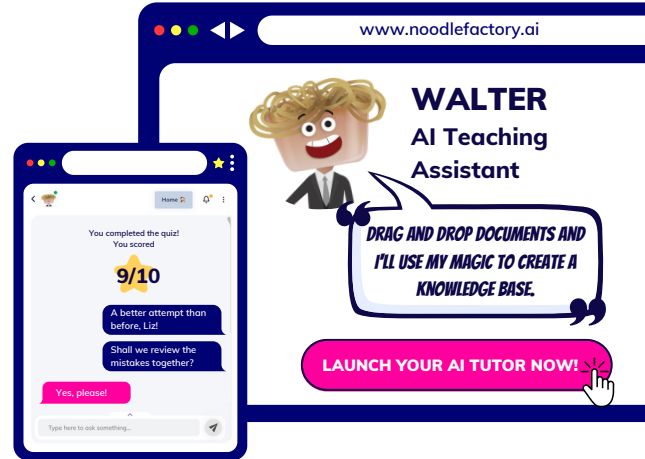 www.noodlefactory.ai
WALTER
AI Teaching
Assistant
DRAG AND DROP DOCUMENTS AND
I'LL USE MY MAGIC TO CREATE A
KNOWLEDGE BASE.
LAUNCH YOUR AI TUTOR NOW!
Home
You completed the quiz!
You scored
9/10
A better attempt than
before, Liz!
Shall we review the
mistakes together?
Yes, please!
Type here to ask something...